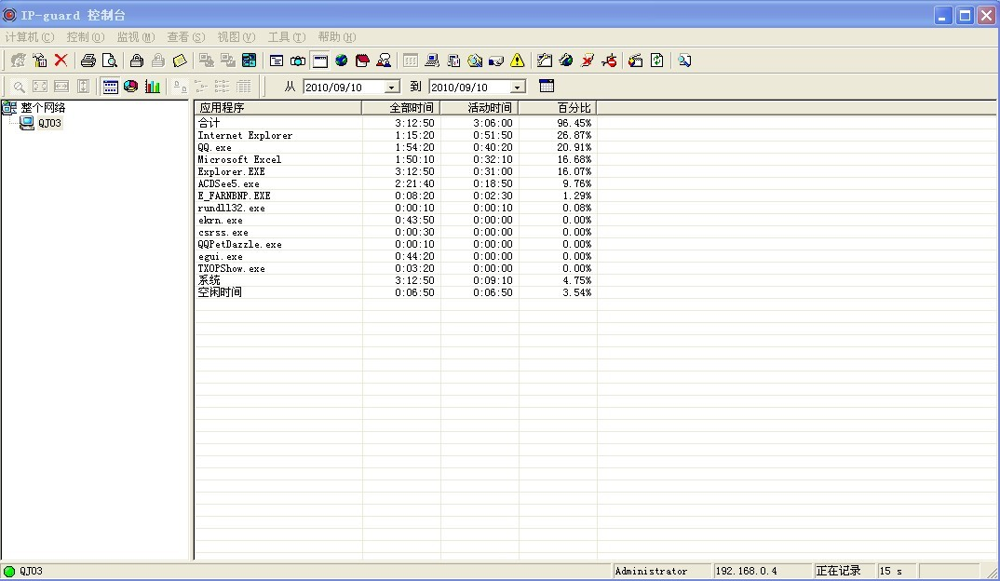 IP-guard 控制台
计算机(C) 控制(O) 监视(M) 查看(S) 视图(V) 工具(T) 帮助(H)
从 2010/09/10 到 2010/09/10
整个网络
QJ03
应用程序 全部时间 活动时间 百分比
合计 3:12:50 3:06:00 96.45%
Internet Explorer 1:15:20 0:51:50 26.87%
QQ.exe 1:54:20 0:40:20 20.91%
Microsoft Excel 1:50:10 0:32:10 16.68%
Explorer.EXE 3:12:50 0:31:00 16.07%
ACDSee5.exe 2:21:40 0:18:50 9.76%
E_FARNBNP.EXE 0:08:20 0:02:30 1.29%
rundll32.exe 0:00:10 0:00:10 0.08%
ekrn.exe 0:43:50 0:00:00 0.00%
csrss.exe 0:00:30 0:00:00 0.00%
QQPetDazzle.exe 0:00:10 0:00:00 0.00%
egui.exe 0:44:20 0:00:00 0.00%
TXOPShow.exe 0:03:20 0:00:00 0.00%
系统 3:12:50 0:09:10 4.75%
空闲时间 0:06:50 0:06:50 3.54%
QJ03 Administrator 192.168.0.4 正在记录 15 s